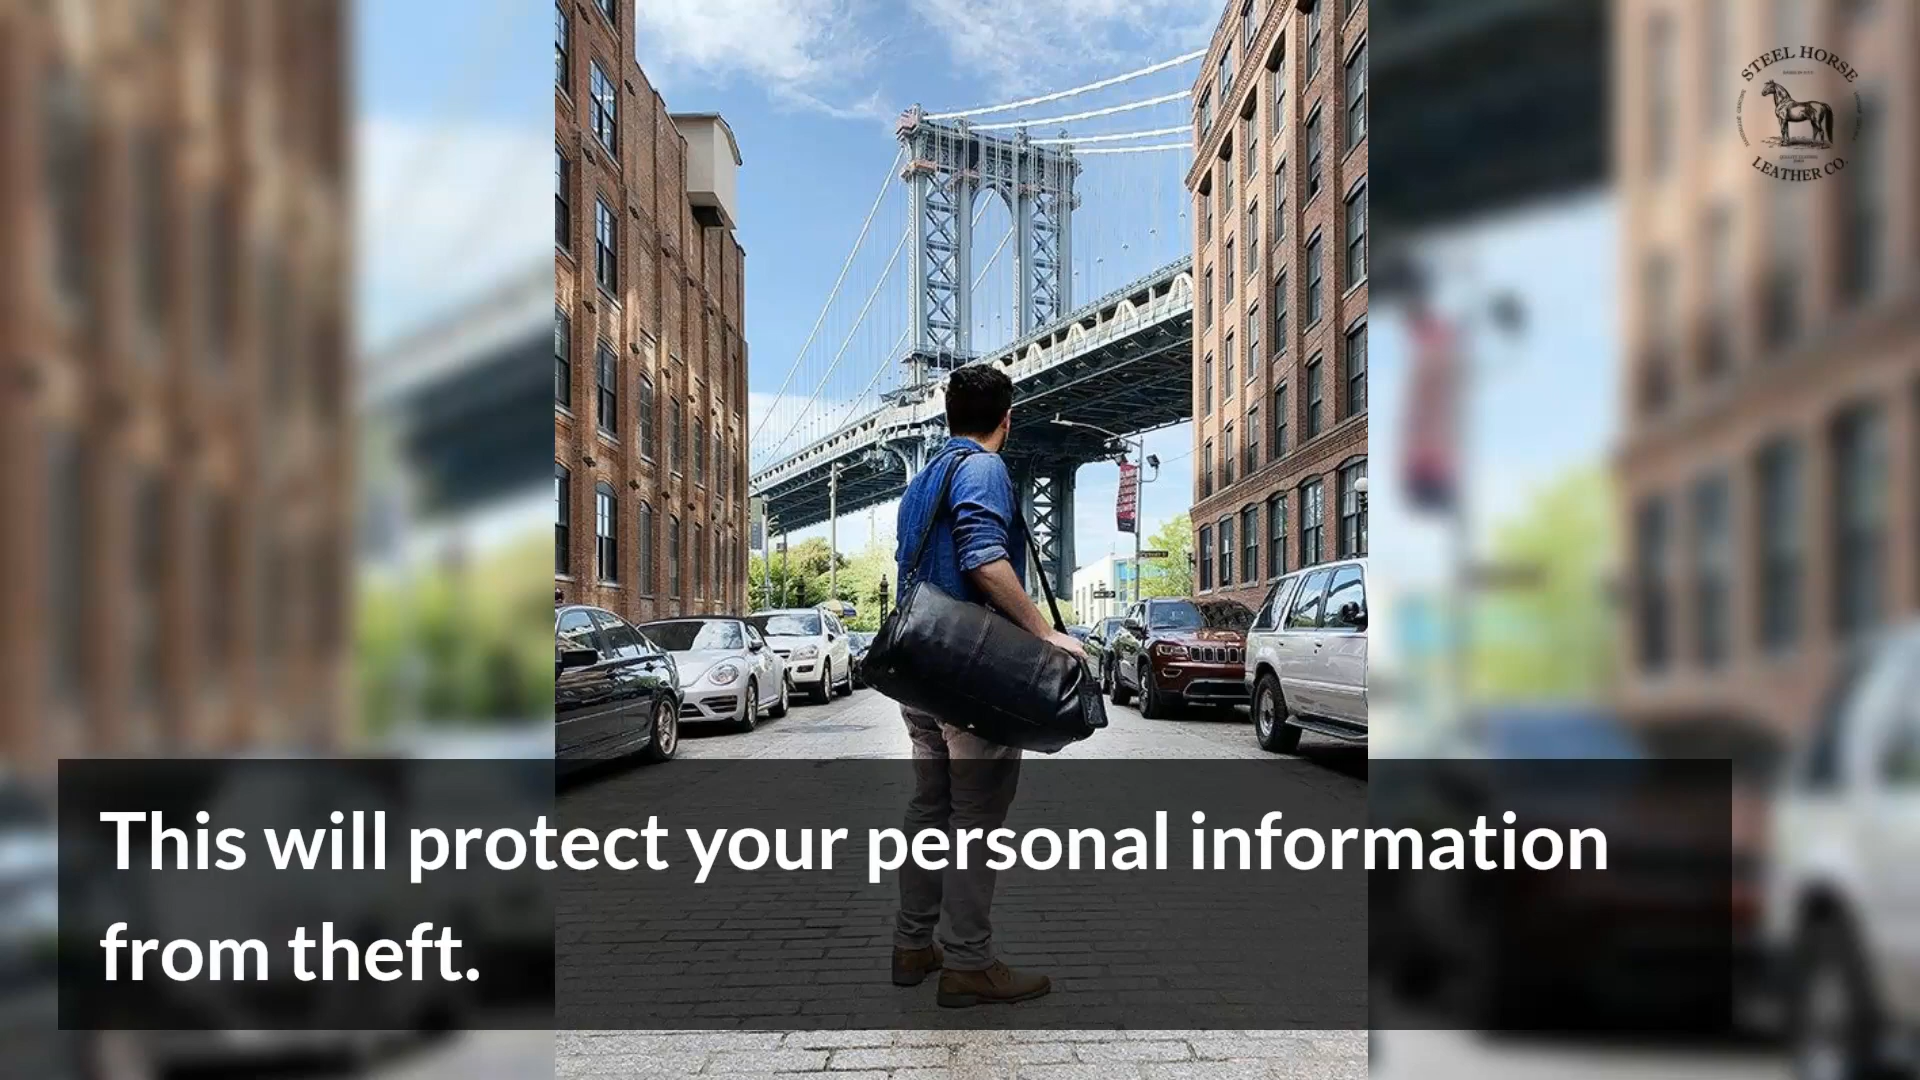 STEEL HORSE
LEATHER CO.
This will protect your personal information
from theft.